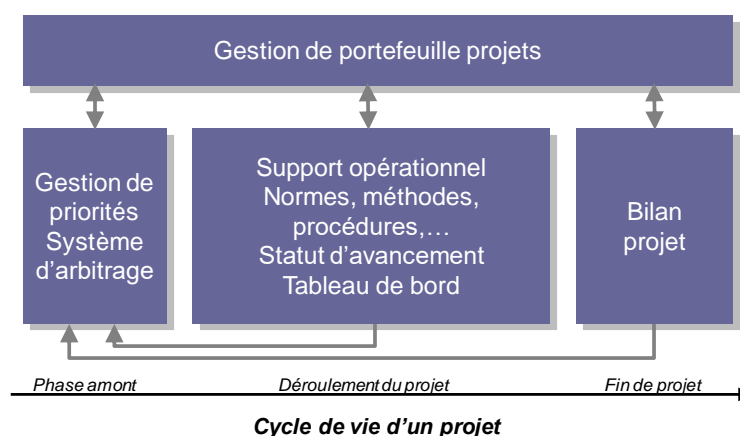 Gestion de portefeuille projets
Gestion de
priorités
Système
d'arbitrage
Support opérationnel
Normes, méthodes,
procédures,…
Statut d'avancement
Tableau de bord
Bilan
projet
Phase amont
Déroulement du projet
Fin de projet
Cycle de vie d'un projet